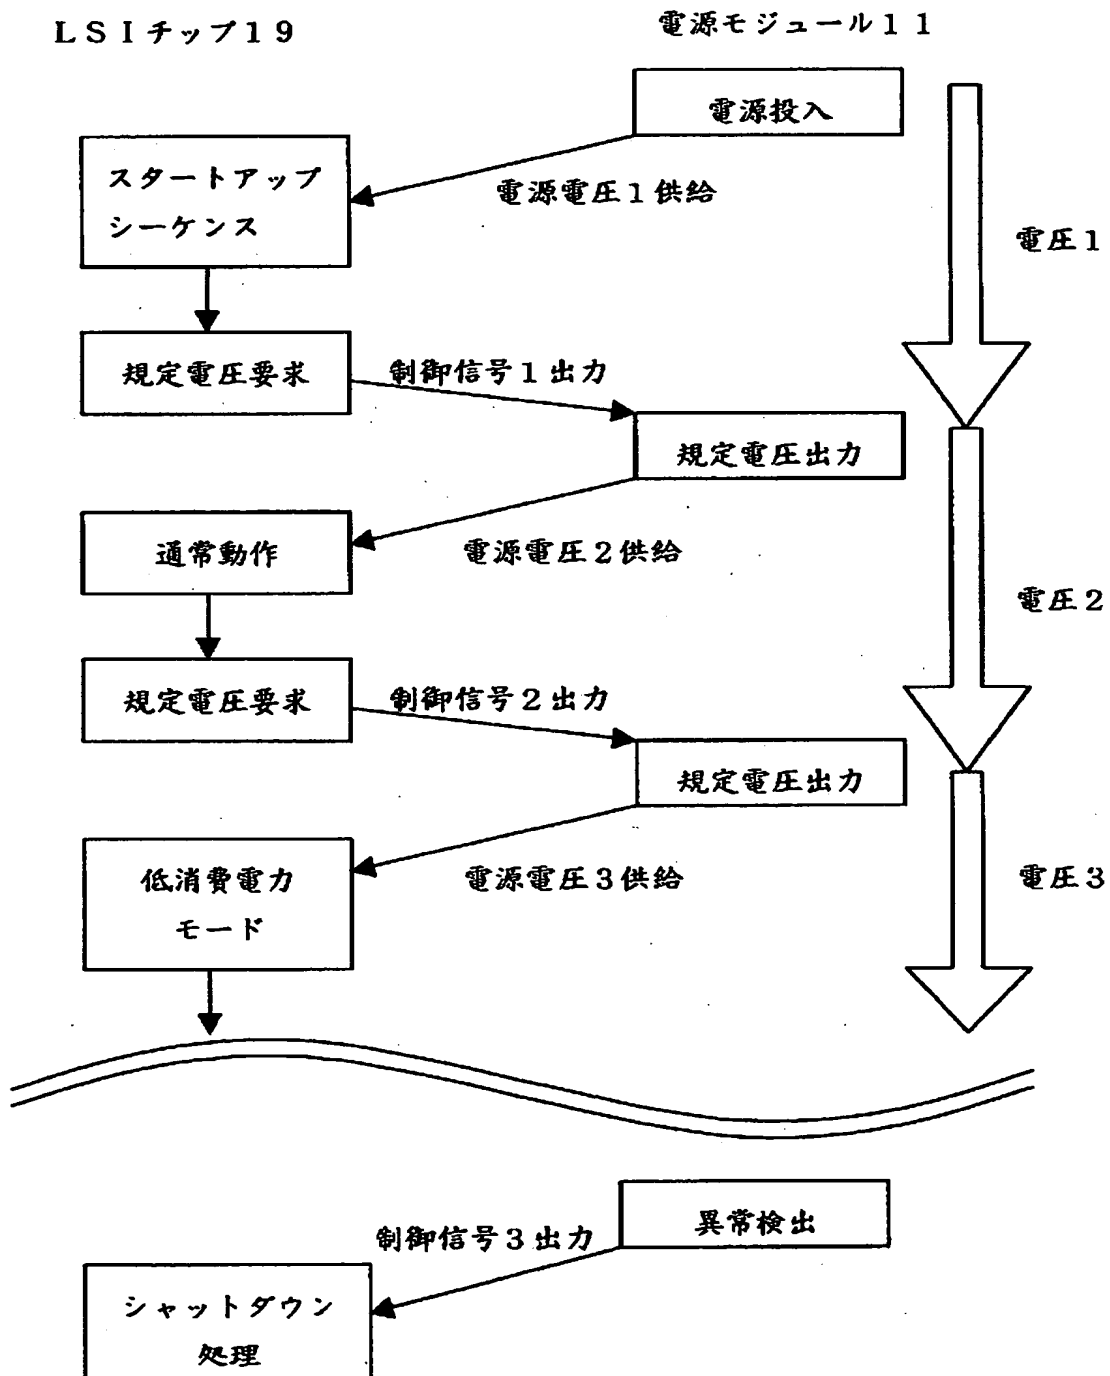 LSIチップ19
電源モジュール11
電源投入
スタートアップ
シーケンス
電源電圧1供給
電圧1
規定電圧要求
制御信号1出力
規定電圧出力
通常動作
電源電圧2供給
電圧2
規定電圧要求
制御信号2出力
規定電圧出力
低消費電力
モード
電源電圧3供給
電圧3
異常検出
制御信号3出力
シャットダウン
処理